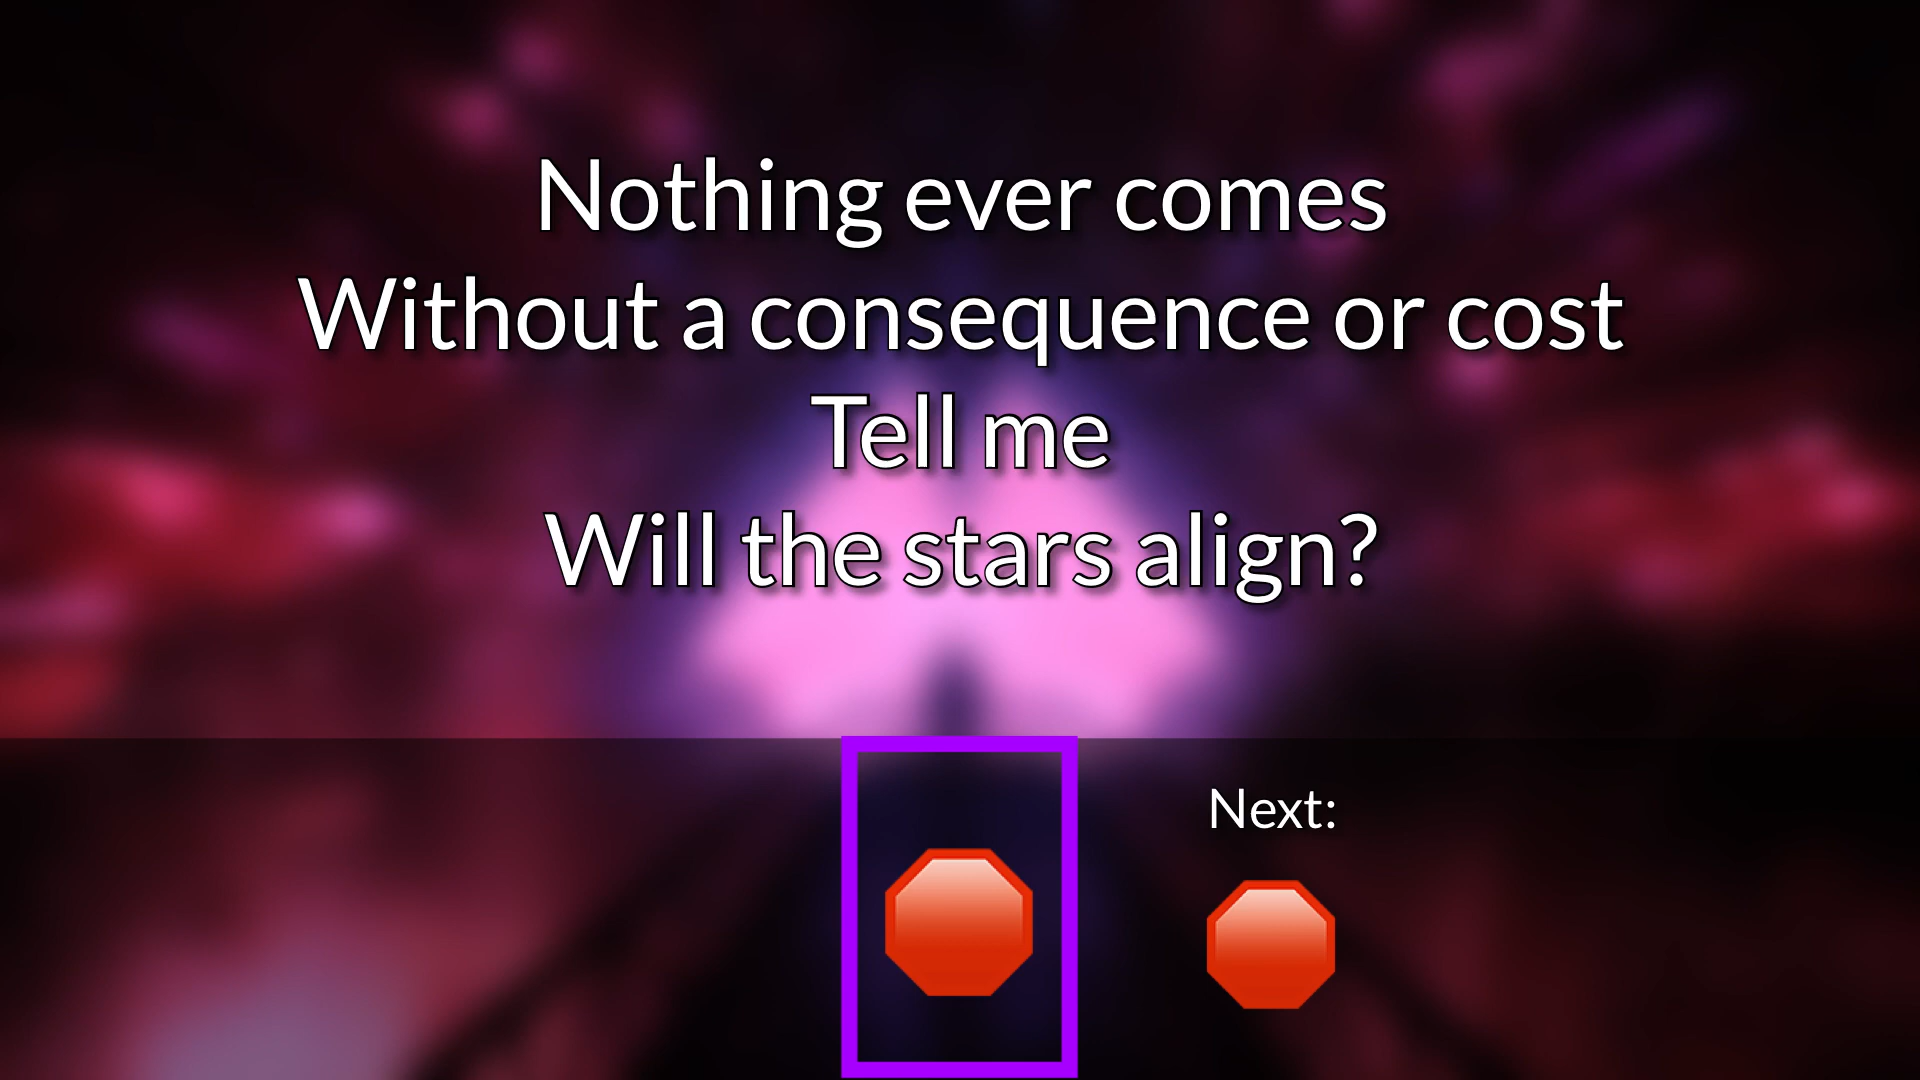 Nothing ever comes
Without a consequence or cost
Tell me
Will the stars align?
Next: